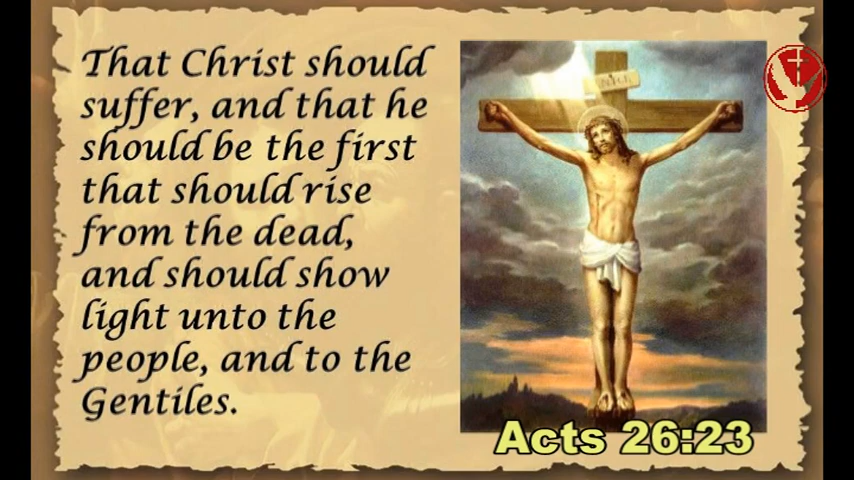 That Christ should
suffer, and that he
should be the first
that should rise
from the dead,
and should show
light unto the
people, and to the
Gentiles.
Acts 26:23